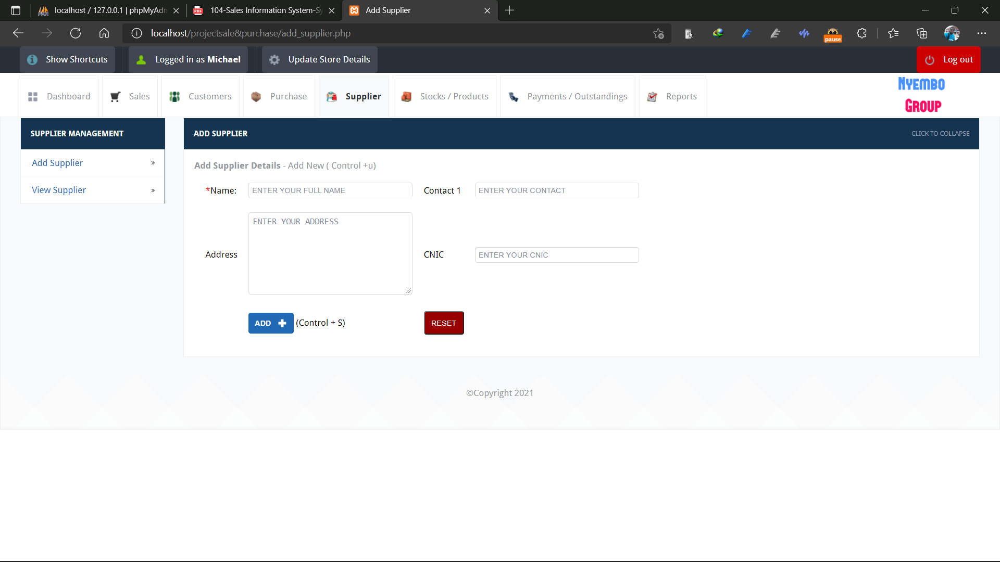 localhost / 127.0.0.1 | phpMyAdm
104-Sales Information System-Sy
Add Supplier
localhost/projectsale&purchase/add_supplier.php
pause
Show Shortcuts
Logged in as Michael
Update Store Details
Log out
Dashboard
Sales
Customers
Purchase
Supplier
Stocks / Products
Payments / Outstandings
Reports
Nyembo
Group
SUPPLIER MANAGEMENT
Add Supplier »
View Supplier »
ADD SUPPLIER
CLICK TO COLLAPSE
Add Supplier Details - Add New ( Control +u)
*Name: ENTER YOUR FULL NAME Contact 1 ENTER YOUR CONTACT
ENTER YOUR ADDRESS
Address CNIC ENTER YOUR CNIC
ADD (Control + S) RESET
©Copyright 2021